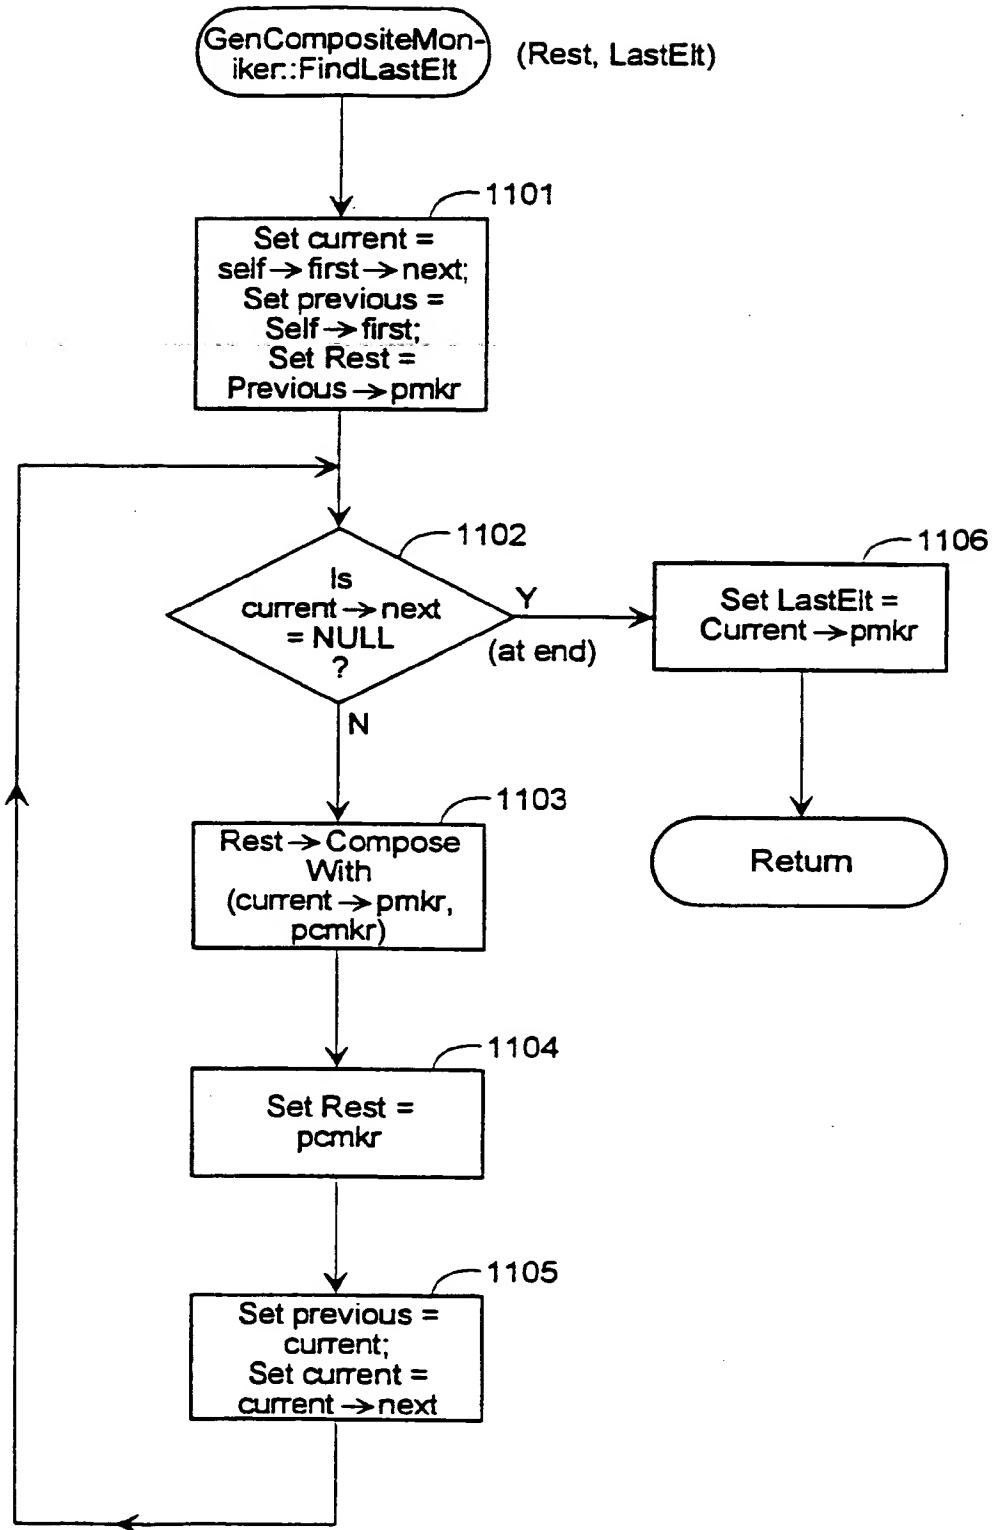 GenCompositeMon-
iker::FindLastElt
(Rest, LastElt)
1101
Set current =
self→first→next;
Set previous =
Self→first;
Set Rest =
Previous→pmkr
1102
Is
current→next
= NULL
?
Y
(at end)
N
1106
Set LastElt =
Current→pmkr
Return
1103
Rest→Compose
With
(current→pmkr,
pcmkr)
1104
Set Rest =
pcmkr
1105
Set previous =
current;
Set current =
current→next